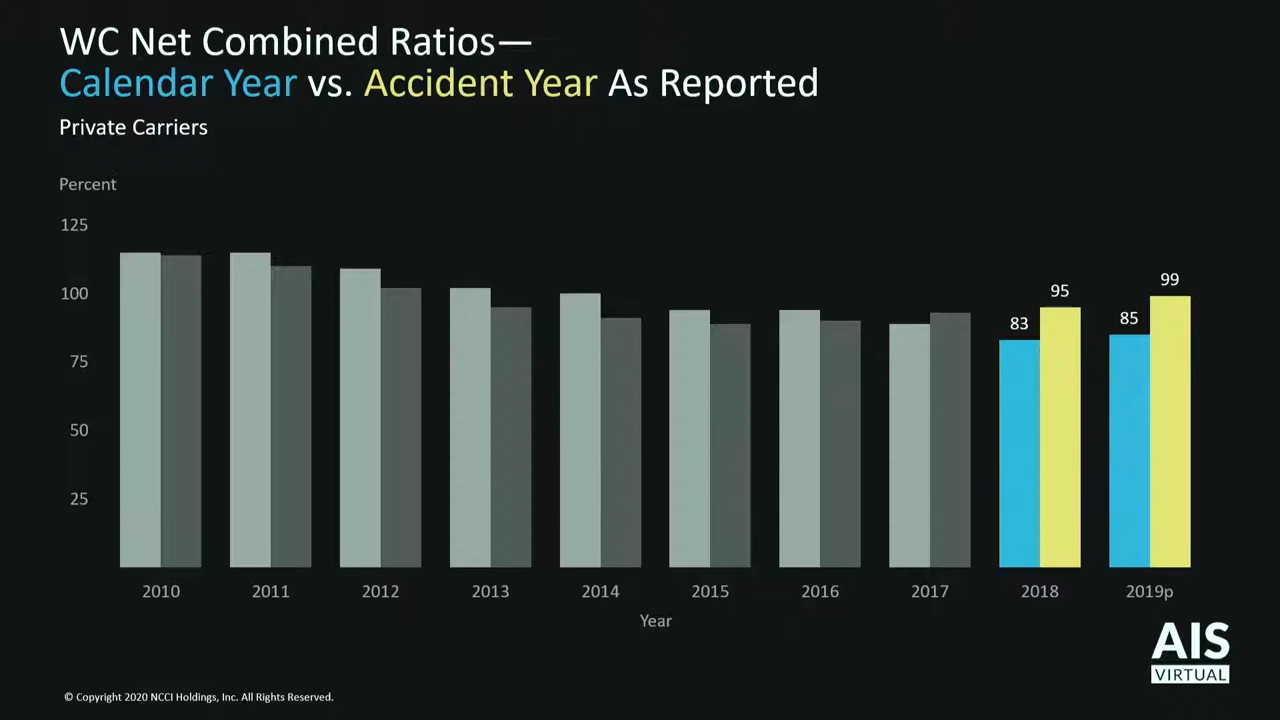 WC Net Combined Ratios—
Calendar Year vs. Accident Year As Reported
Private Carriers
Percent
125
100
75
50
25
83
95
85
99
2010
2011
2012
2013
2014
2015
2016
2017
2018
2019p
Year
AIS
VIRTUAL
© Copyright 2020 NCCI Holdings, Inc. All Rights Reserved.